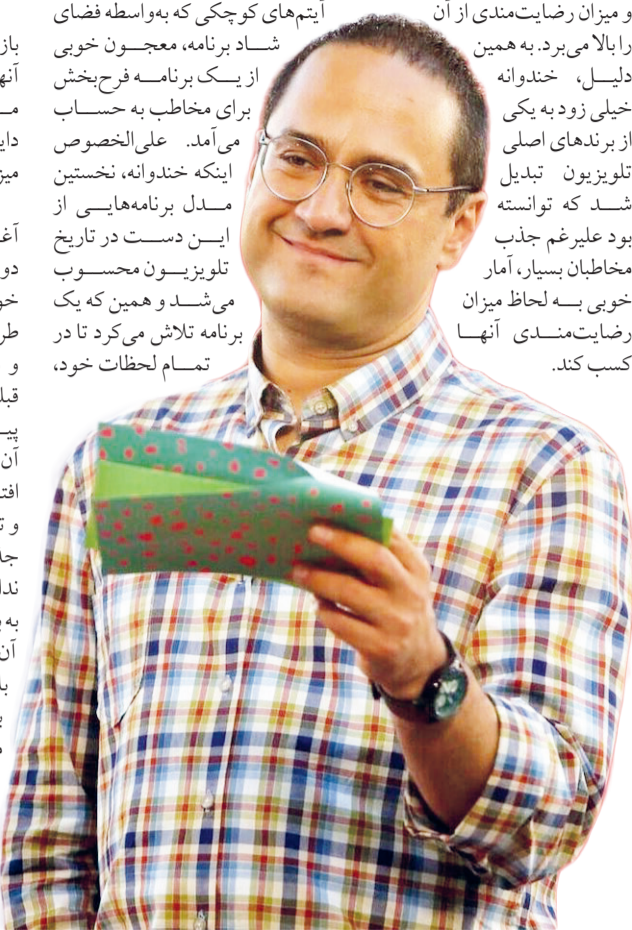 و میزان رضایت‌مندی از آن
را بالا می‌برد. به همین
دلیل، خندوانه
خیلی زود به یکی
از برندهای اصلی
تلویزیون تبدیل
شد که توانسته
بود علیرغم جذب
مخاطبان بسیار، آمار
خوبی به لحاظ میزان
رضایت‌مندی آنها
کسب کند.
آیتم‌های کوچکی که به‌واسطه فضای
شاد برنامه، معجون خوبی
از یک برنامه فرح‌بخش
برای مخاطب به حساب
می‌آمد. علی‌الخصوص
اینکه خندوانه، نخستین
مدل برنامه‌هایی از
این دست در تاریخ
تلویزیون محسوب
می‌شد و همین که یک
برنامه تلاش می‌کرد تا در
تمام لحظات خود،